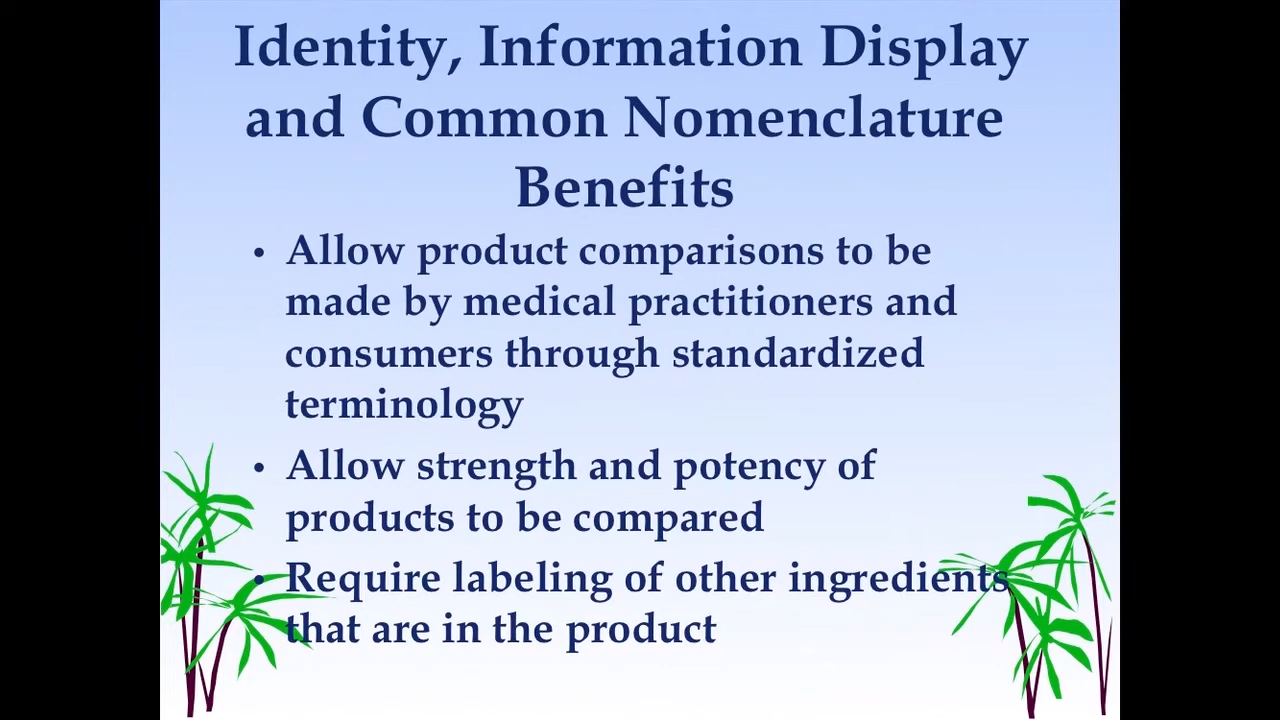 Identity, Information Display
and Common Nomenclature
Benefits
• Allow product comparisons to be
made by medical practitioners and
consumers through standardized
terminology
• Allow strength and potency of
products to be compared
• Require labeling of other ingredients
that are in the product